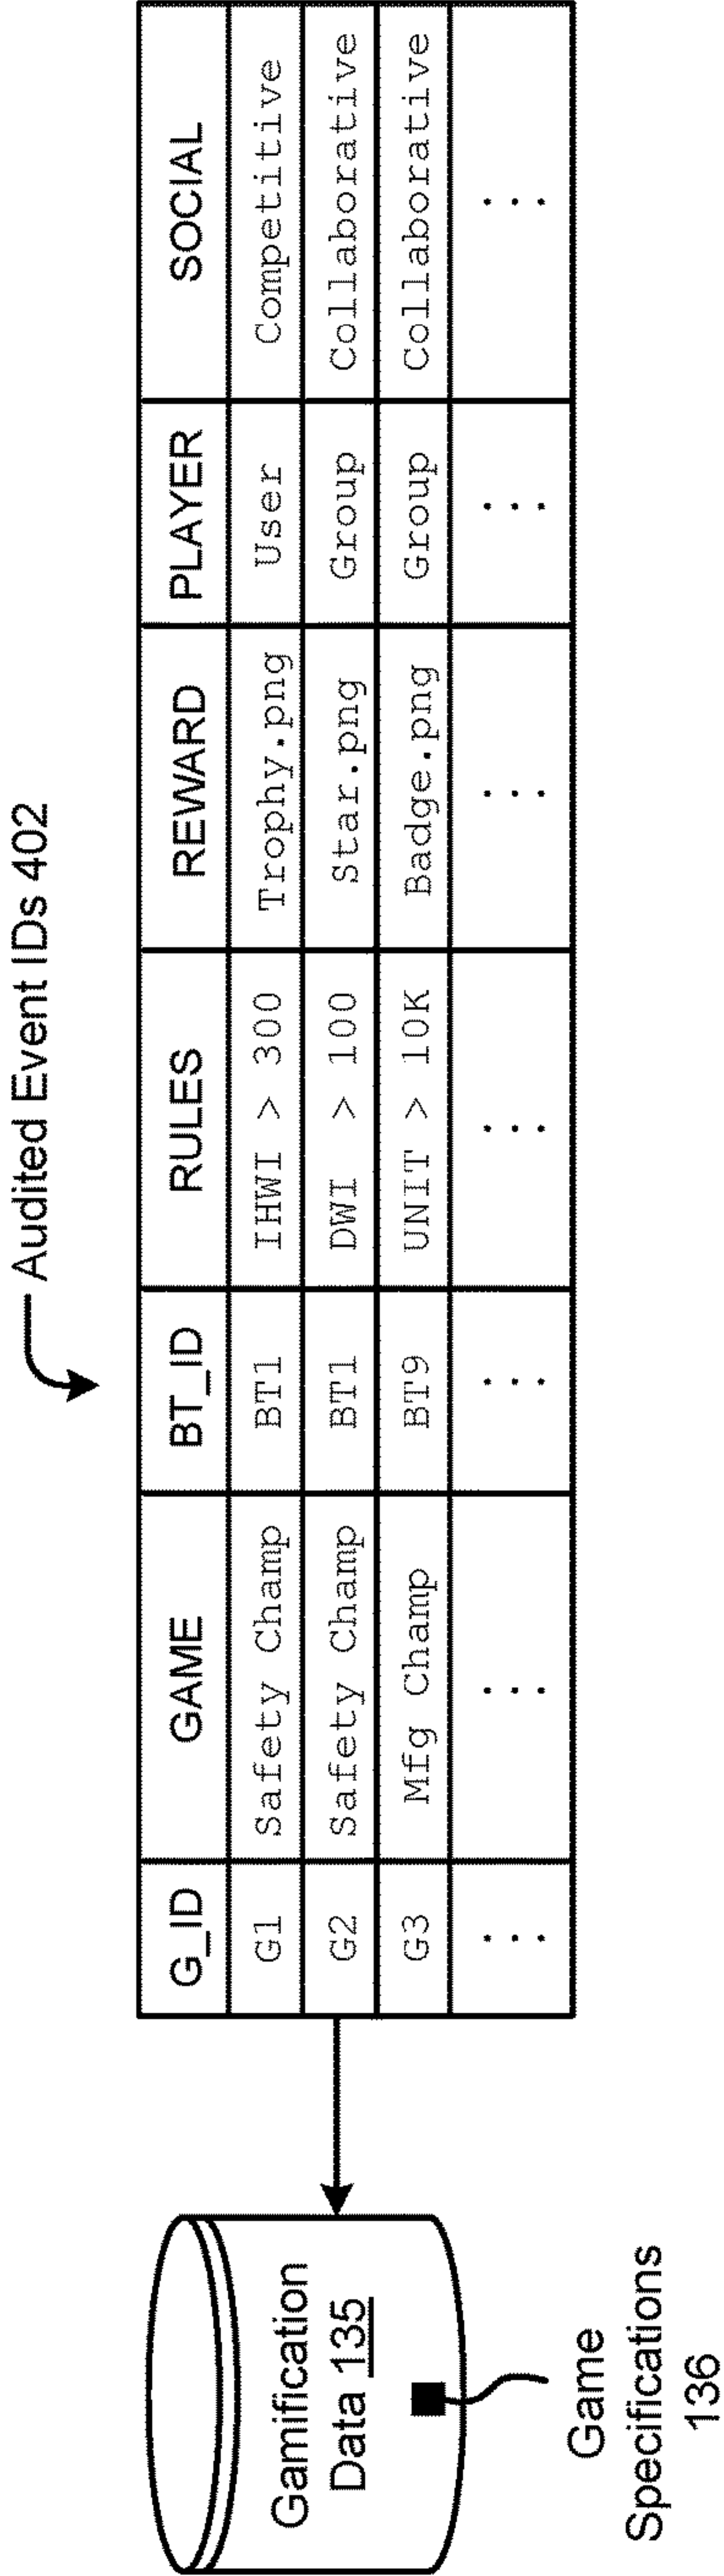 Audited Event IDs 402
G_ID GAME BT_ID RULES REWARD PLAYER SOCIAL
G1 Safety Champ BT1 IHWI > 300 Trophy.png User Competitive
G2 Safety Champ BT1 DWI > 100 Star.png Group Collaborative
G3 Mfg Champ BT9 UNIT > 10K Badge.png Group Collaborative
... ... ... ... ... ... ...
Gamification
Data 135
Game
Specifications
136